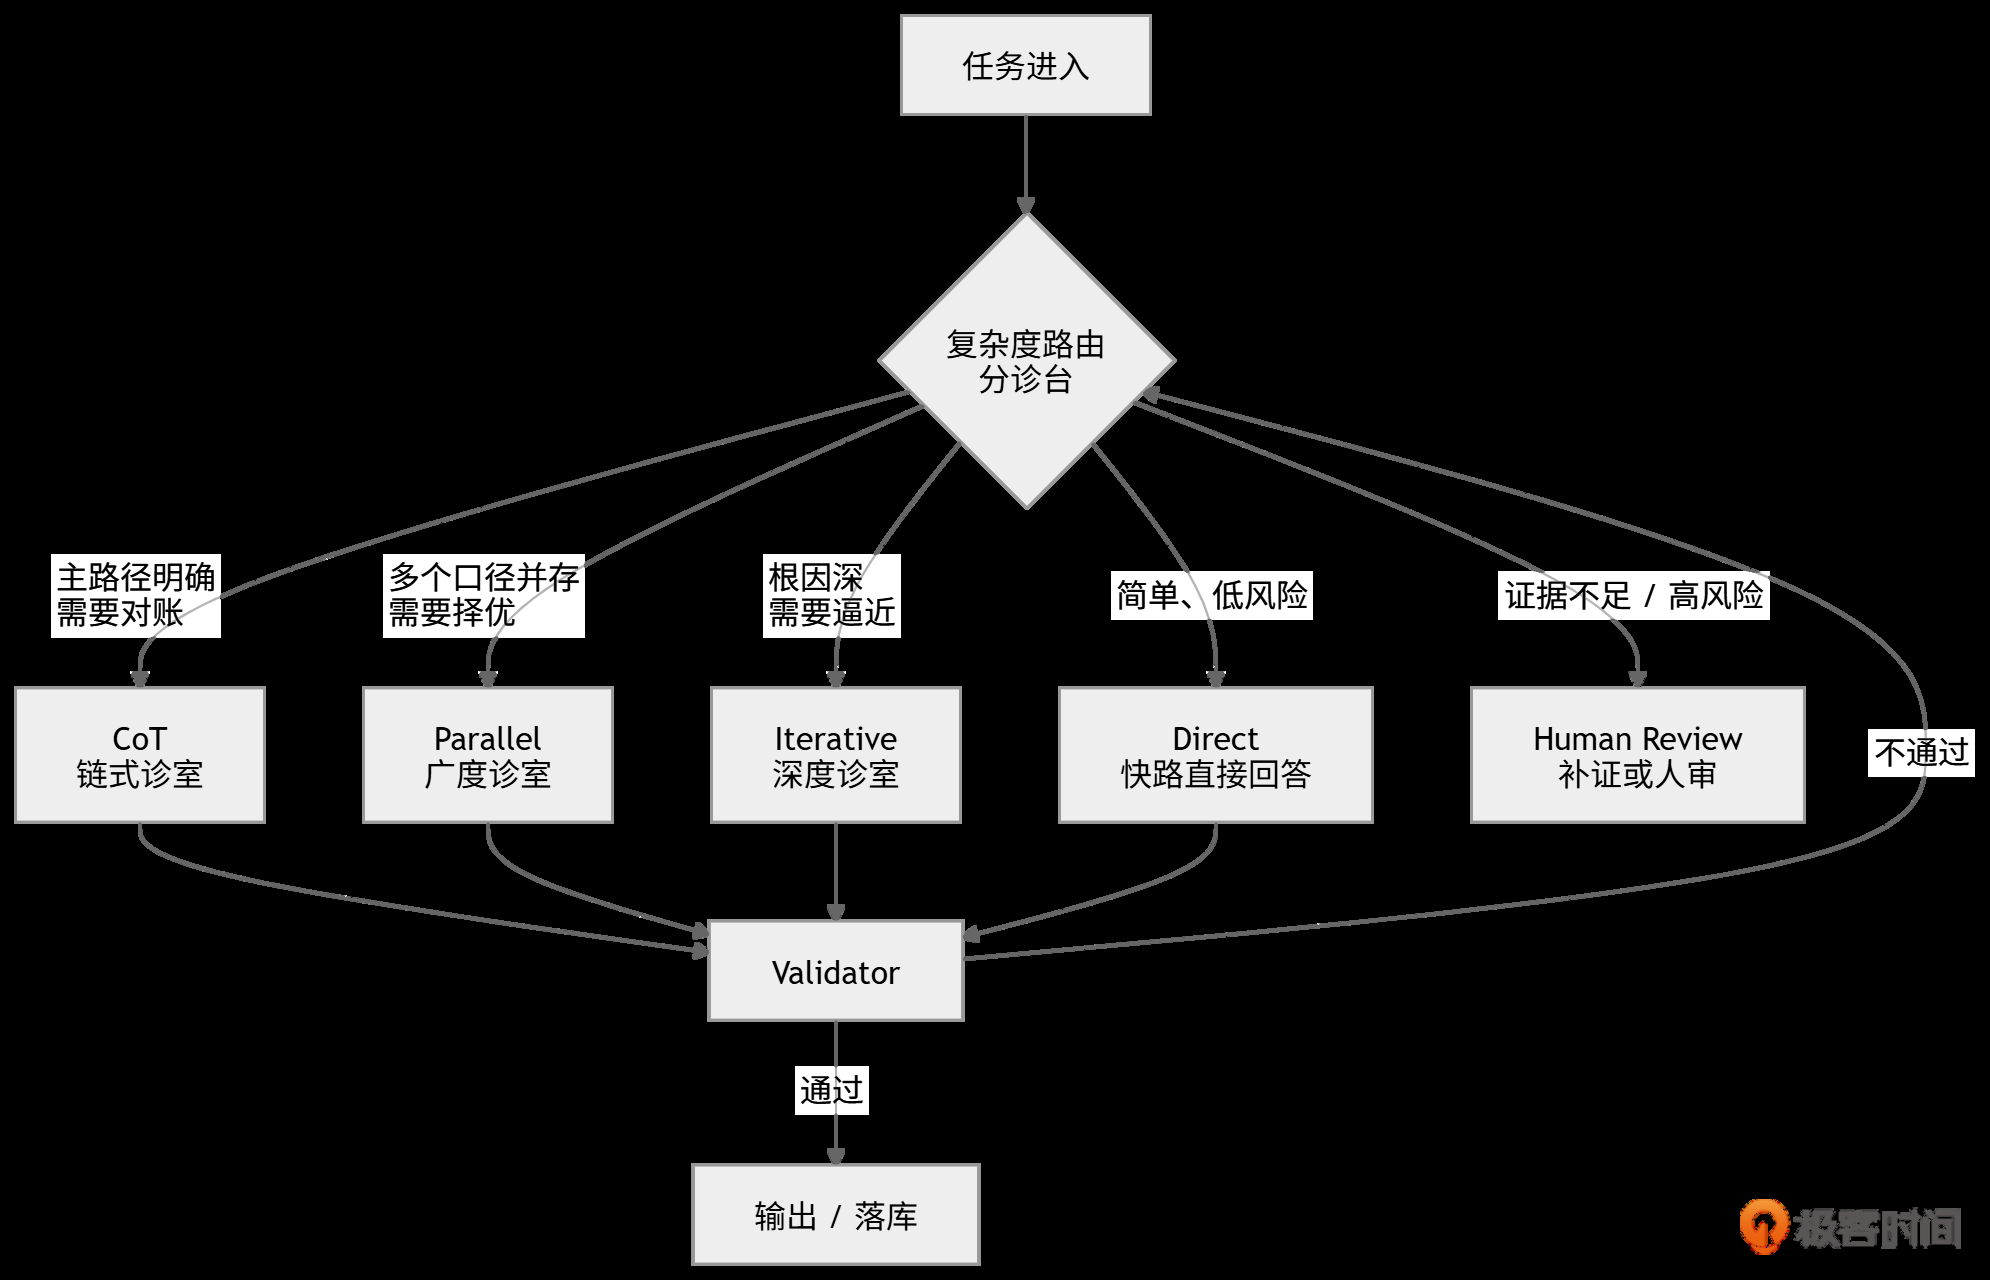 任务进入
复杂度路由
分诊台
主路径明确
需要对账
多个口径并存
需要择优
根因深
需要逼近
简单、低风险
证据不足 / 高风险
CoT
链式诊室
Parallel
广度诊室
Iterative
深度诊室
Direct
快路直接回答
Human Review
补证或人审
不通过
Validator
通过
输出 / 落库
极客时间